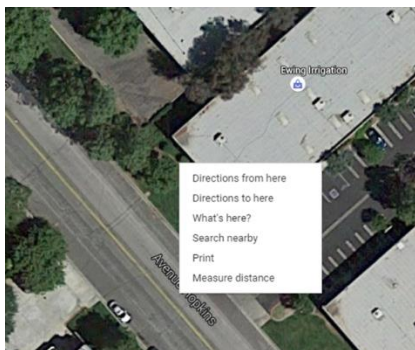 Ewing Irrigation
Directions from here
Directions to here
What's here?
Search nearby
Print
Measure distance
Avenue Hopkins